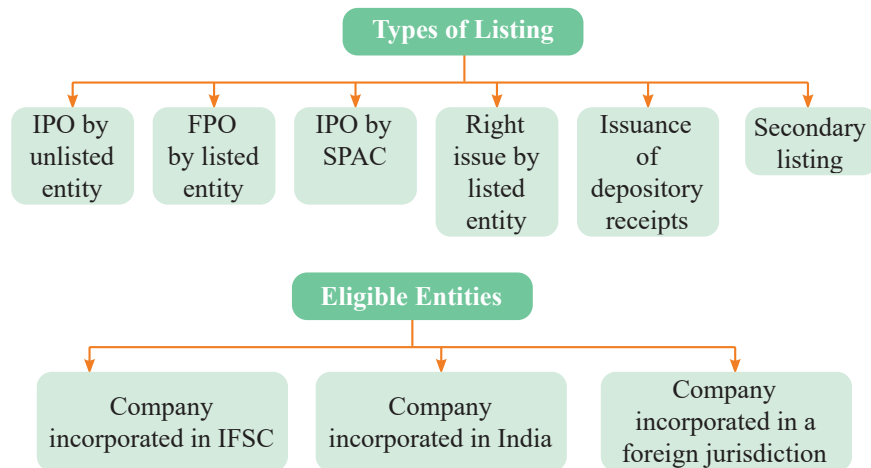 Types of Listing
IPO by
unlisted
entity
FPO
by listed
entity
IPO by
SPAC
Right
issue by
listed
entity
Issuance
of
depository
receipts
Secondary
listing
Eligible Entities
Company
incorporated in IFSC
Company
incorporated in India
Company
incorporated in a
foreign jurisdiction